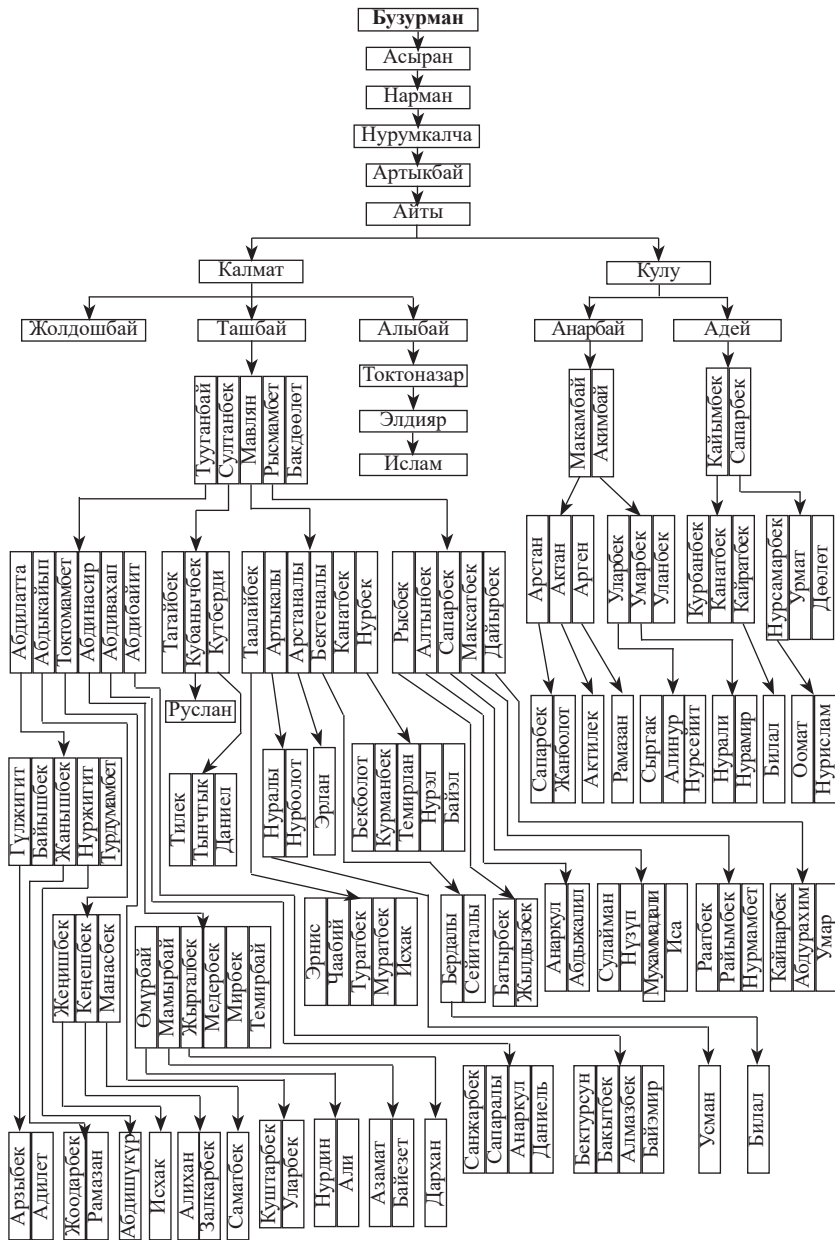 Бузурман
Асыран
Нарман
Нурумкалча
Артыкбай
Айты
Калмат
Кулу
Жолдошбай
Ташбай
Алыбай
Анарбай
Адей
Токтоназар
Элдияр
Ислам
Тууганбай
Султанбек
Мавлян
Рысмамбет
Бакдөөлөт
Макамбай
Акимбай
Кайымбек
Сапарбек
Абдилатта
Абдыкайып
Токтомамбет
Абдинасир
Абдивахап
Абдибайит
Тагайбек
Кубанычбек
Кутберди
Таалайбек
Артыкалы
Арстаналы
Бектеналы
Канатбек
Нурбек
Рысбек
Алтынбек
Сапарбек
Максатбек
Дайырбек
Арстан
Актан
Арген
Уларбек
Умарбек
Уланбек
Курбанбек
Канатбек
Кайратбек
Нурсамарбек
Урмат
Дөөлөт
Руслан
Гүлжигит
Байышбек
Жанышбек
Нуржигит
Турдумамбет
Тилек
Тынчтык
Даниел
Нуралы
Нурболот
Эрлан
Бекболот
Курманбек
Темирлан
Нурэл
Байэл
Сапарбек
Жанболот
Актилек
Рамазан
Сыргак
Алинур
Нурсейит
Нурали
Нурамир
Билал
Оомат
Нурислам
Жеңишбек
Кеңешбек
Манасбек
Өмүрбай
Мамырбай
Жыргалбек
Медербек
Мирбек
Темирбай
Эрнис
Чаабий
Туратбек
Муратбек
Исхак
Бердалы
Сейиталы
Батырбек
Жылдызбек
Анаркул
Абдыжалил
Сулайман
Нүзүп
Мухаммадали
Иса
Раатбек
Райымбек
Нурмамбет
Кайнарбек
Абдурахим
Умар
Арзыбек
Адилет
Жоодарбек
Рамазан
Абдишүкүр
Исхак
Алихан
Залкарбек
Саматбек
Куштарбек
Уларбек
Нурдин
Али
Азамат
Байезет
Дархан
Санжарбек
Сапаралы
Анаркул
Даниель
Бектурсун
Бакытбек
Алмазбек
Байэмир
Усман
Билал